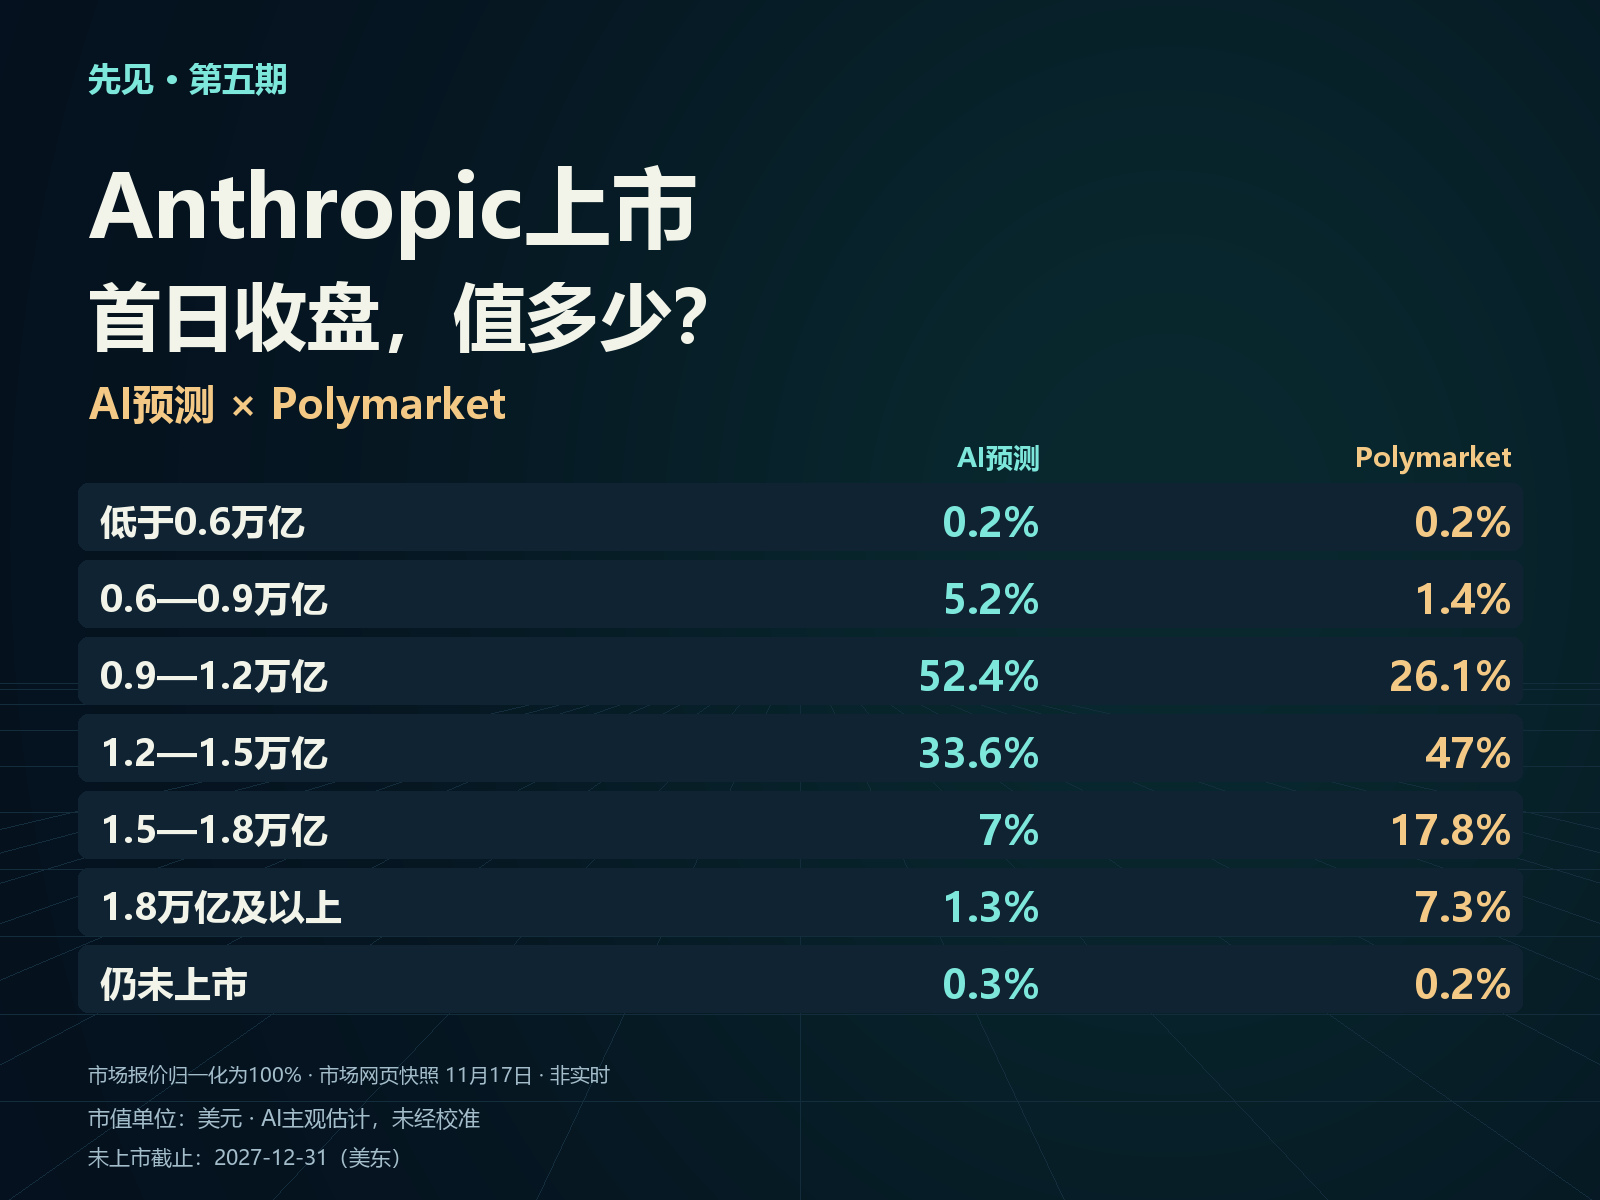 先见·第五期
Anthropic上市
首日收盘，值多少？
AI预测 × Polymarket
AI预测 Polymarket
低于0.6万亿 0.2% 0.2%
0.6—0.9万亿 5.2% 1.4%
0.9—1.2万亿 52.4% 26.1%
1.2—1.5万亿 33.6% 47%
1.5—1.8万亿 7% 17.8%
1.8万亿及以上 1.3% 7.3%
仍未上市 0.3% 0.2%
市场报价归一化为100% · 市场网页快照 11月17日 · 非实时
市值单位：美元 · AI主观估计，未经校准
未上市截止：2027-12-31（美东）